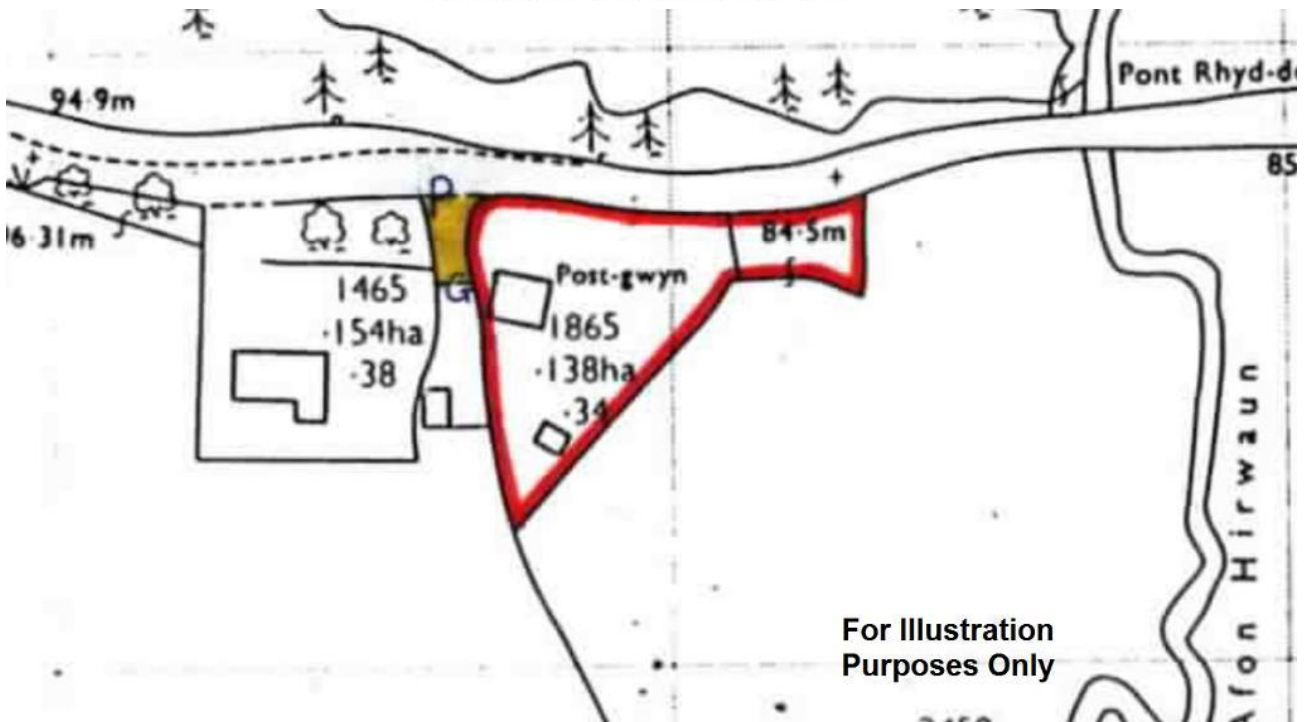 Pont Rhyd-d
94·9m
85
6·31m
P
84·5m
Post-gwyn
G
1465
·154ha
·38
1865
·138ha
·34
Afon Hirwaun
For Illustration
Purposes Only